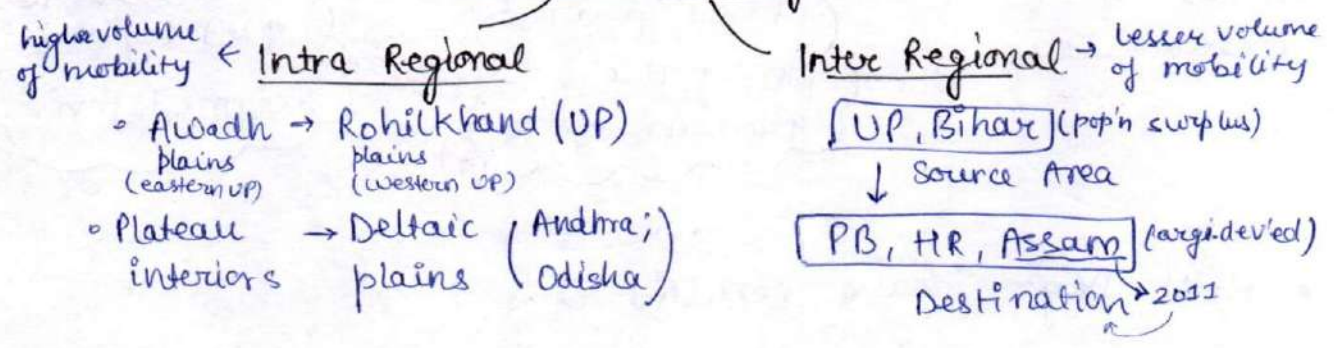 higher volume
of mobility ← Intra Regional
• Awadh → Rohilkhand (UP)
plains plains
(eastern UP) (western UP)
• Plateau → Deltaic (Andhra;
interiors plains Odisha)
Inter Regional → Lesser volume
of mobility
UP, Bihar (pop'n surplus)
↓ Source Area
PB, HR, Assam (argi.dev'ed)
Destination → 2011